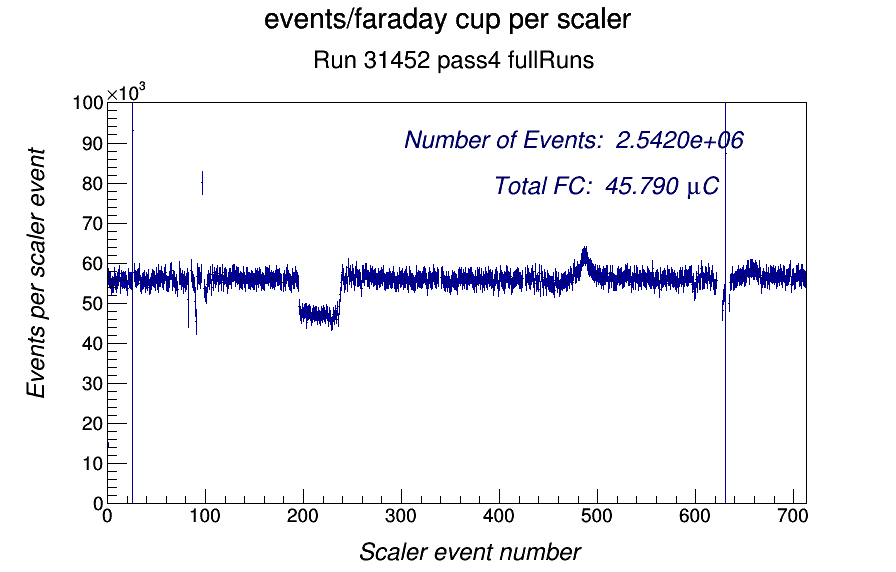 events/faraday cup per scaler
Run 31452 pass4 fullRuns
×10³
100
90
80
70
60
50
40
30
20
10
0
Events per scaler event
Number of Events: 2.5420e+06
Total FC: 45.790 μC
0 100 200 300 400 500 600 700
Scaler event number